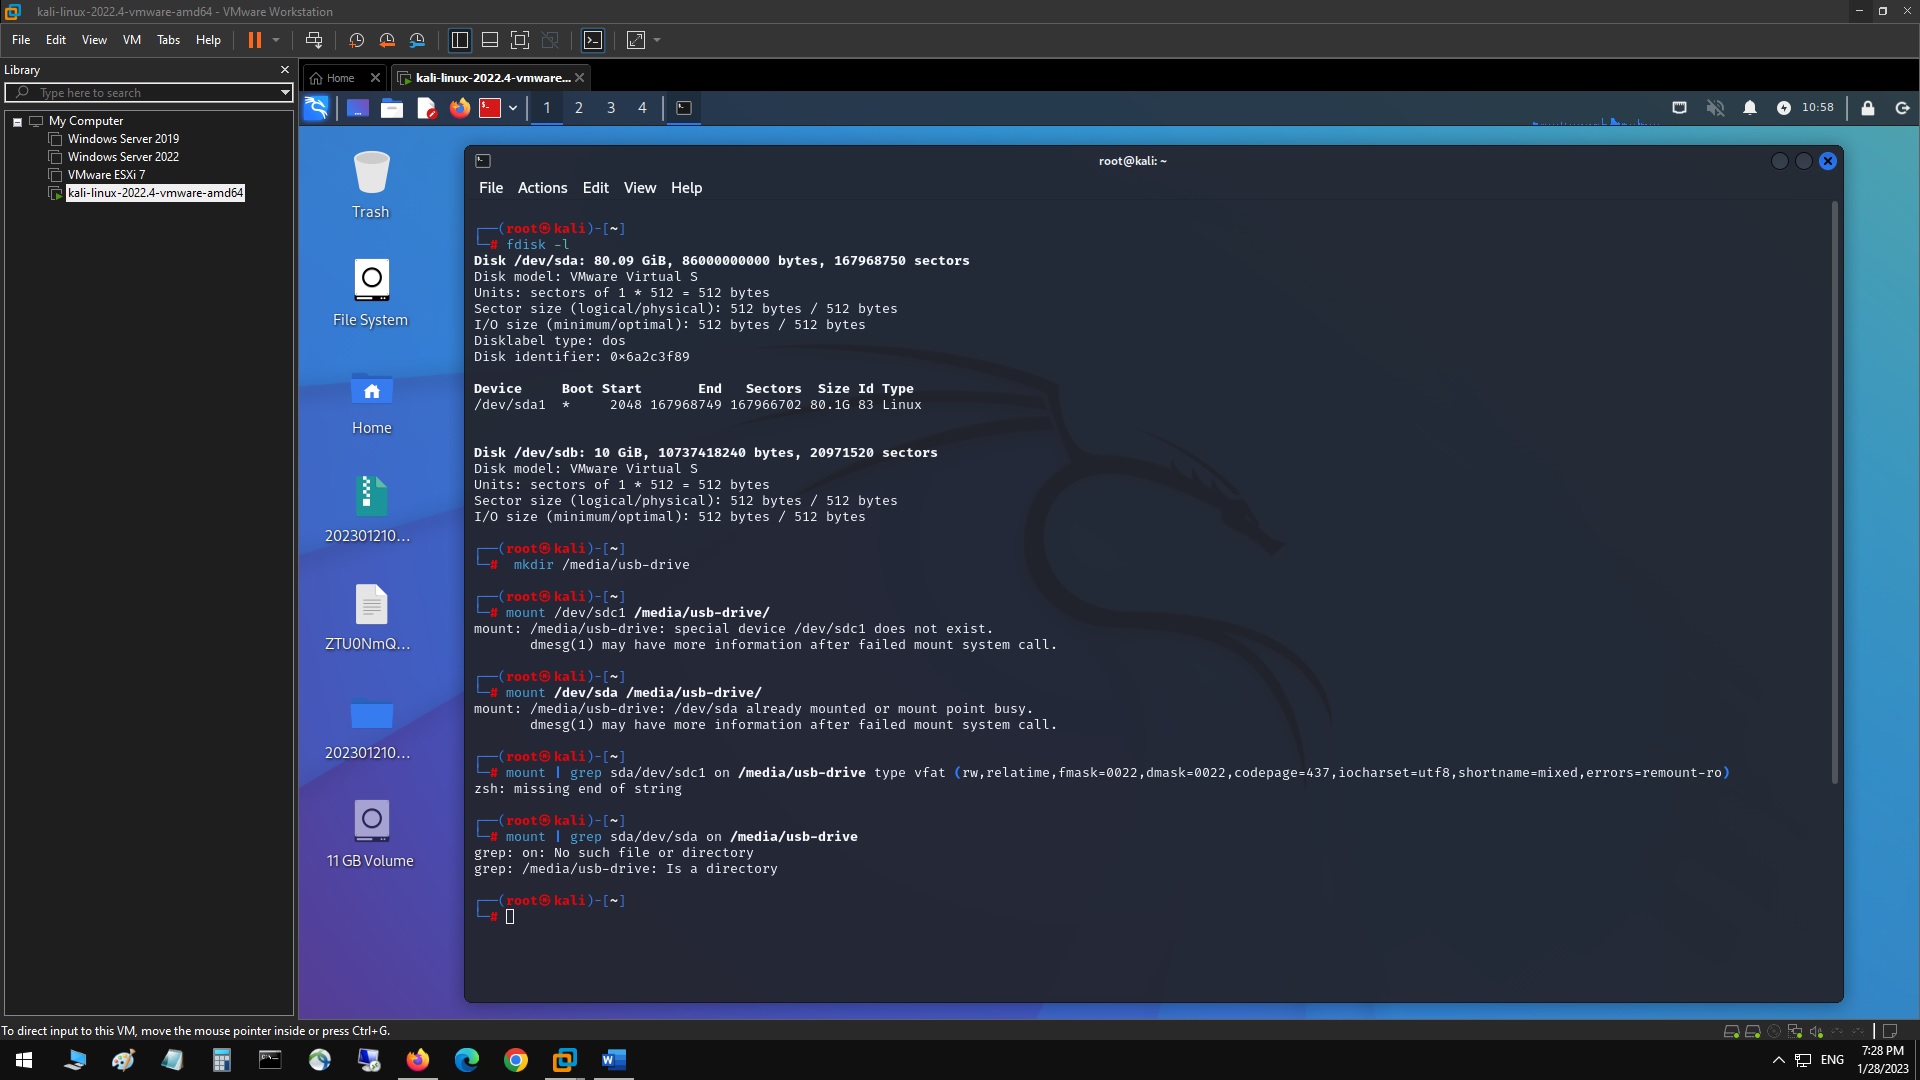 kali-linux-2022.4-vmware-amd64 - VMware Workstation
File Edit View VM Tabs Help
Library
Type here to search
My Computer
Windows Server 2019
Windows Server 2022
VMware ESXi 7
kali-linux-2022.4-vmware-amd64
Home kali-linux-2022.4-vmware...
1 2 3 4 10:58
Trash
File System
Home
202301210...
ZTU0NmQ...
202301210...
11 GB Volume
root@kali: ~
File Actions Edit View Help
┌──(root㉿kali)-[~]
└─# fdisk -l
Disk /dev/sda: 80.09 GiB, 86000000000 bytes, 167968750 sectors
Disk model: VMware Virtual S
Units: sectors of 1 * 512 = 512 bytes
Sector size (logical/physical): 512 bytes / 512 bytes
I/O size (minimum/optimal): 512 bytes / 512 bytes
Disklabel type: dos
Disk identifier: 0×6a2c3f89
Device Boot Start End Sectors Size Id Type
/dev/sda1 * 2048 167968749 167966702 80.1G 83 Linux
Disk /dev/sdb: 10 GiB, 10737418240 bytes, 20971520 sectors
Disk model: VMware Virtual S
Units: sectors of 1 * 512 = 512 bytes
Sector size (logical/physical): 512 bytes / 512 bytes
I/O size (minimum/optimal): 512 bytes / 512 bytes
┌──(root㉿kali)-[~]
└─# mkdir /media/usb-drive
┌──(root㉿kali)-[~]
└─# mount /dev/sdc1 /media/usb-drive/
mount: /media/usb-drive: special device /dev/sdc1 does not exist.
dmesg(1) may have more information after failed mount system call.
┌──(root㉿kali)-[~]
└─# mount /dev/sda /media/usb-drive/
mount: /media/usb-drive: /dev/sda already mounted or mount point busy.
dmesg(1) may have more information after failed mount system call.
┌──(root㉿kali)-[~]
└─# mount | grep sda/dev/sdc1 on /media/usb-drive type vfat (rw,relatime,fmask=0022,dmask=0022,codepage=437,iocharset=utf8,shortname=mixed,errors=remount-ro)
zsh: missing end of string
┌──(root㉿kali)-[~]
└─# mount | grep sda/dev/sda on /media/usb-drive
grep: on: No such file or directory
grep: /media/usb-drive: Is a directory
┌──(root㉿kali)-[~]
└─#
To direct input to this VM, move the mouse pointer inside or press Ctrl+G.
ENG
7:28 PM
1/28/2023